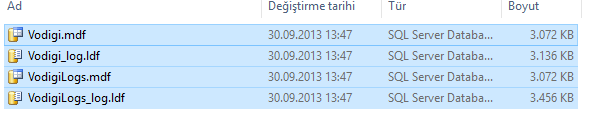 Ad Değiştirme tarihi Tür Boyut
Vodigi.mdf 30.09.2013 13:47 SQL Server Databa... 3.072 KB
Vodigi_log.ldf 30.09.2013 13:47 SQL Server Databa... 3.136 KB
VodigiLogs.mdf 30.09.2013 13:47 SQL Server Databa... 3.072 KB
VodigiLogs_log.ldf 30.09.2013 13:47 SQL Server Databa... 3.456 KB